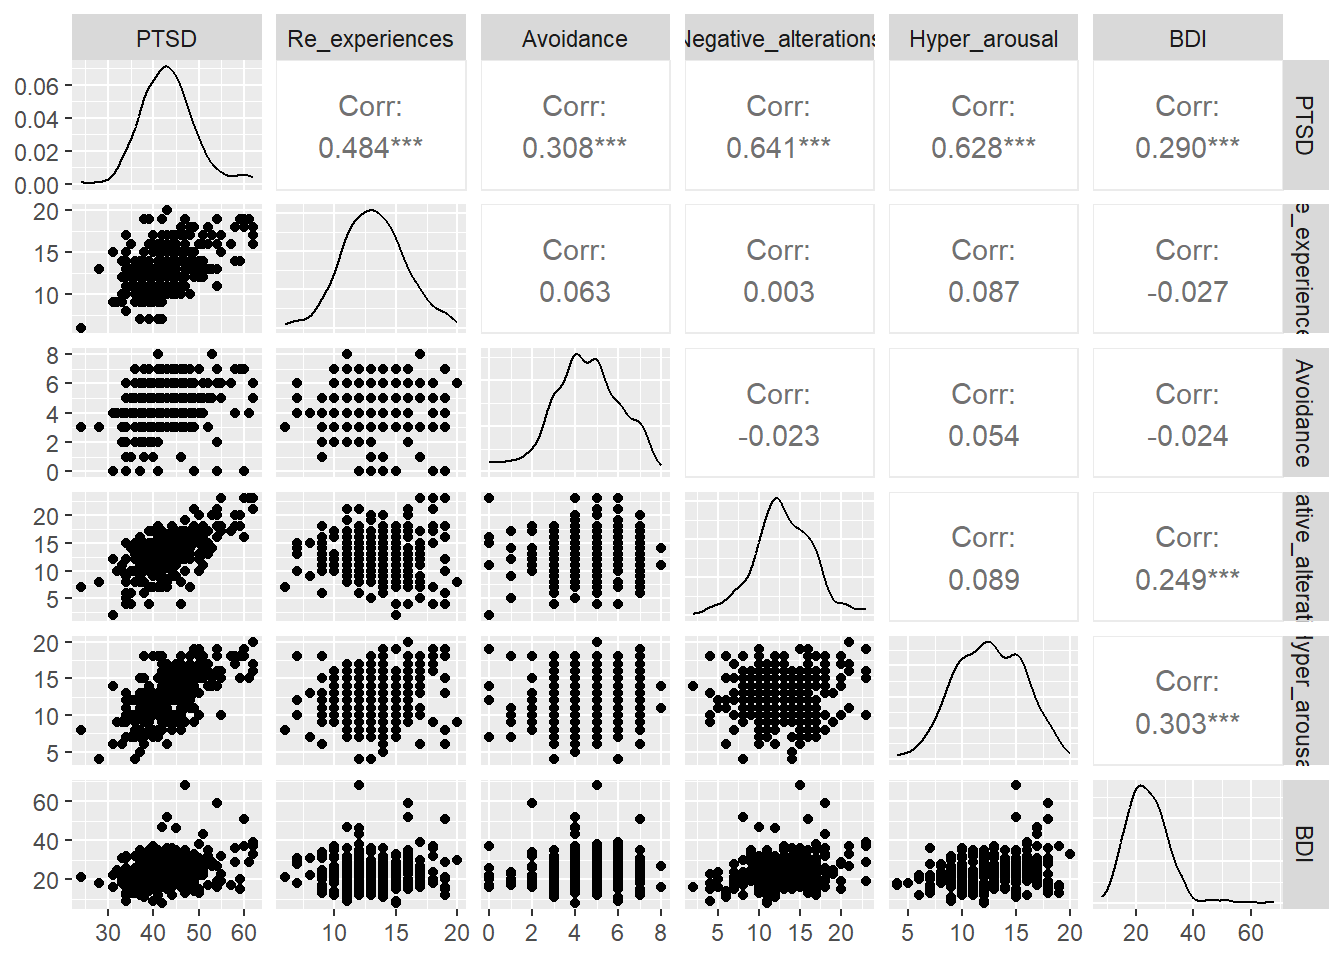 PTSD Re_experiences Avoidance Negative_alterations Hyper_arousal BDI
0.06
0.04
0.02
0.00
Corr:
0.484***
Corr:
0.308***
Corr:
0.641***
Corr:
0.628***
Corr:
0.290***
PTSD
20
15
10
Corr:
0.063
Corr:
0.003
Corr:
0.087
Corr:
-0.027
e_experience
8
6
4
2
0
Corr:
-0.023
Corr:
0.054
Corr:
-0.024
Avoidance
20
15
10
5
Corr:
0.089
Corr:
0.249***
ative_alterati
20
15
10
5
Corr:
0.303***
Hyper_arousa
60
40
20
BDI
30 40 50 60 10 15 20 0 2 4 6 8 5 10 15 20 5 10 15 20 20 40 60